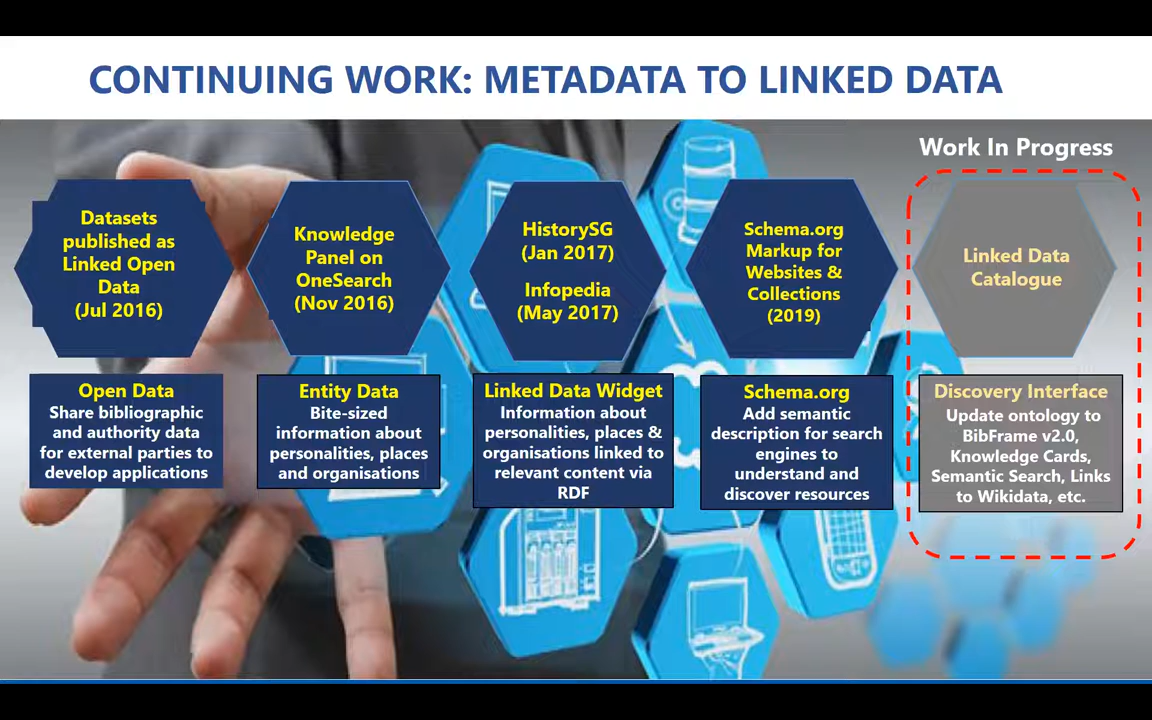 CONTINUING WORK: METADATA TO LINKED DATA
Work In Progress
Datasets
published as
Linked Open
Data
(Jul 2016)
Knowledge
Panel on
OneSearch
(Nov 2016)
HistorySG
(Jan 2017)
Infopedia
(May 2017)
Schema.org
Markup for
Websites &
Collections
(2019)
Linked Data
Catalogue
Open Data
Share bibliographic
and authority data
for external parties to
develop applications
Entity Data
Bite-sized
information about
personalities, places
and organisations
Linked Data Widget
Information about
personalities, places &
organisations linked to
relevant content via
RDF
Schema.org
Add semantic
description for search
engines to
understand and
discover resources
Discovery Interface
Update ontology to
BibFrame v2.0,
Knowledge Cards,
Semantic Search, Links
to Wikidata, etc.